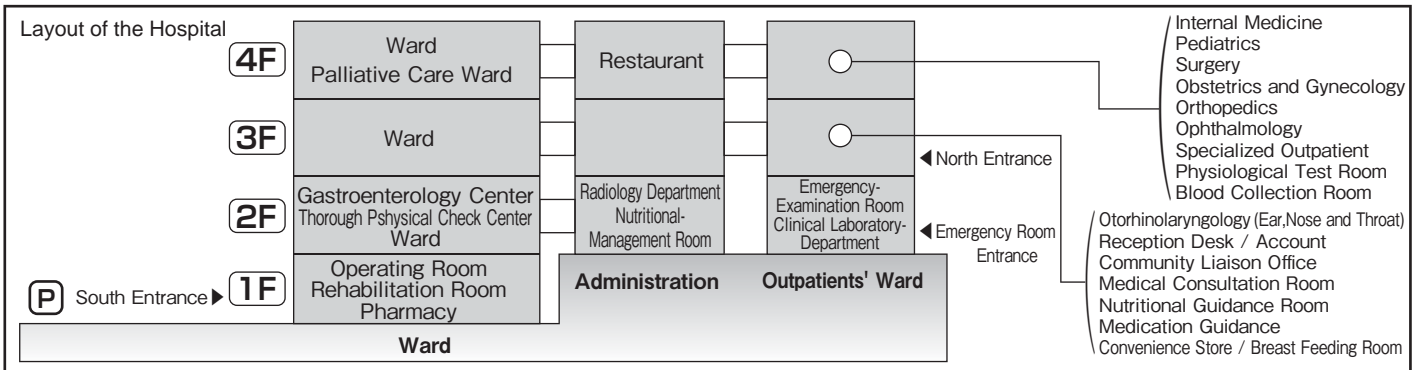 Layout of the Hospital
4F
Ward
Palliative Care Ward
Restaurant
3F
Ward
◀North Entrance
2F
Gastroenterology Center
Thorough Pshysical Check Center
Ward
Radiology Department
Nutritional-
Management Room
Emergency-
Examination Room
Clinical Laboratory-
Department
◀Emergency Room
Entrance
P South Entrance▶
1F
Operating Room
Rehabilitation Room
Pharmacy
Administration
Outpatients' Ward
Ward
Internal Medicine
Pediatrics
Surgery
Obstetrics and Gynecology
Orthopedics
Ophthalmology
Specialized Outpatient
Physiological Test Room
Blood Collection Room
Otorhinolaryngology (Ear,Nose and Throat)
Reception Desk / Account
Community Liaison Office
Medical Consultation Room
Nutritional Guidance Room
Medication Guidance
Convenience Store / Breast Feeding Room